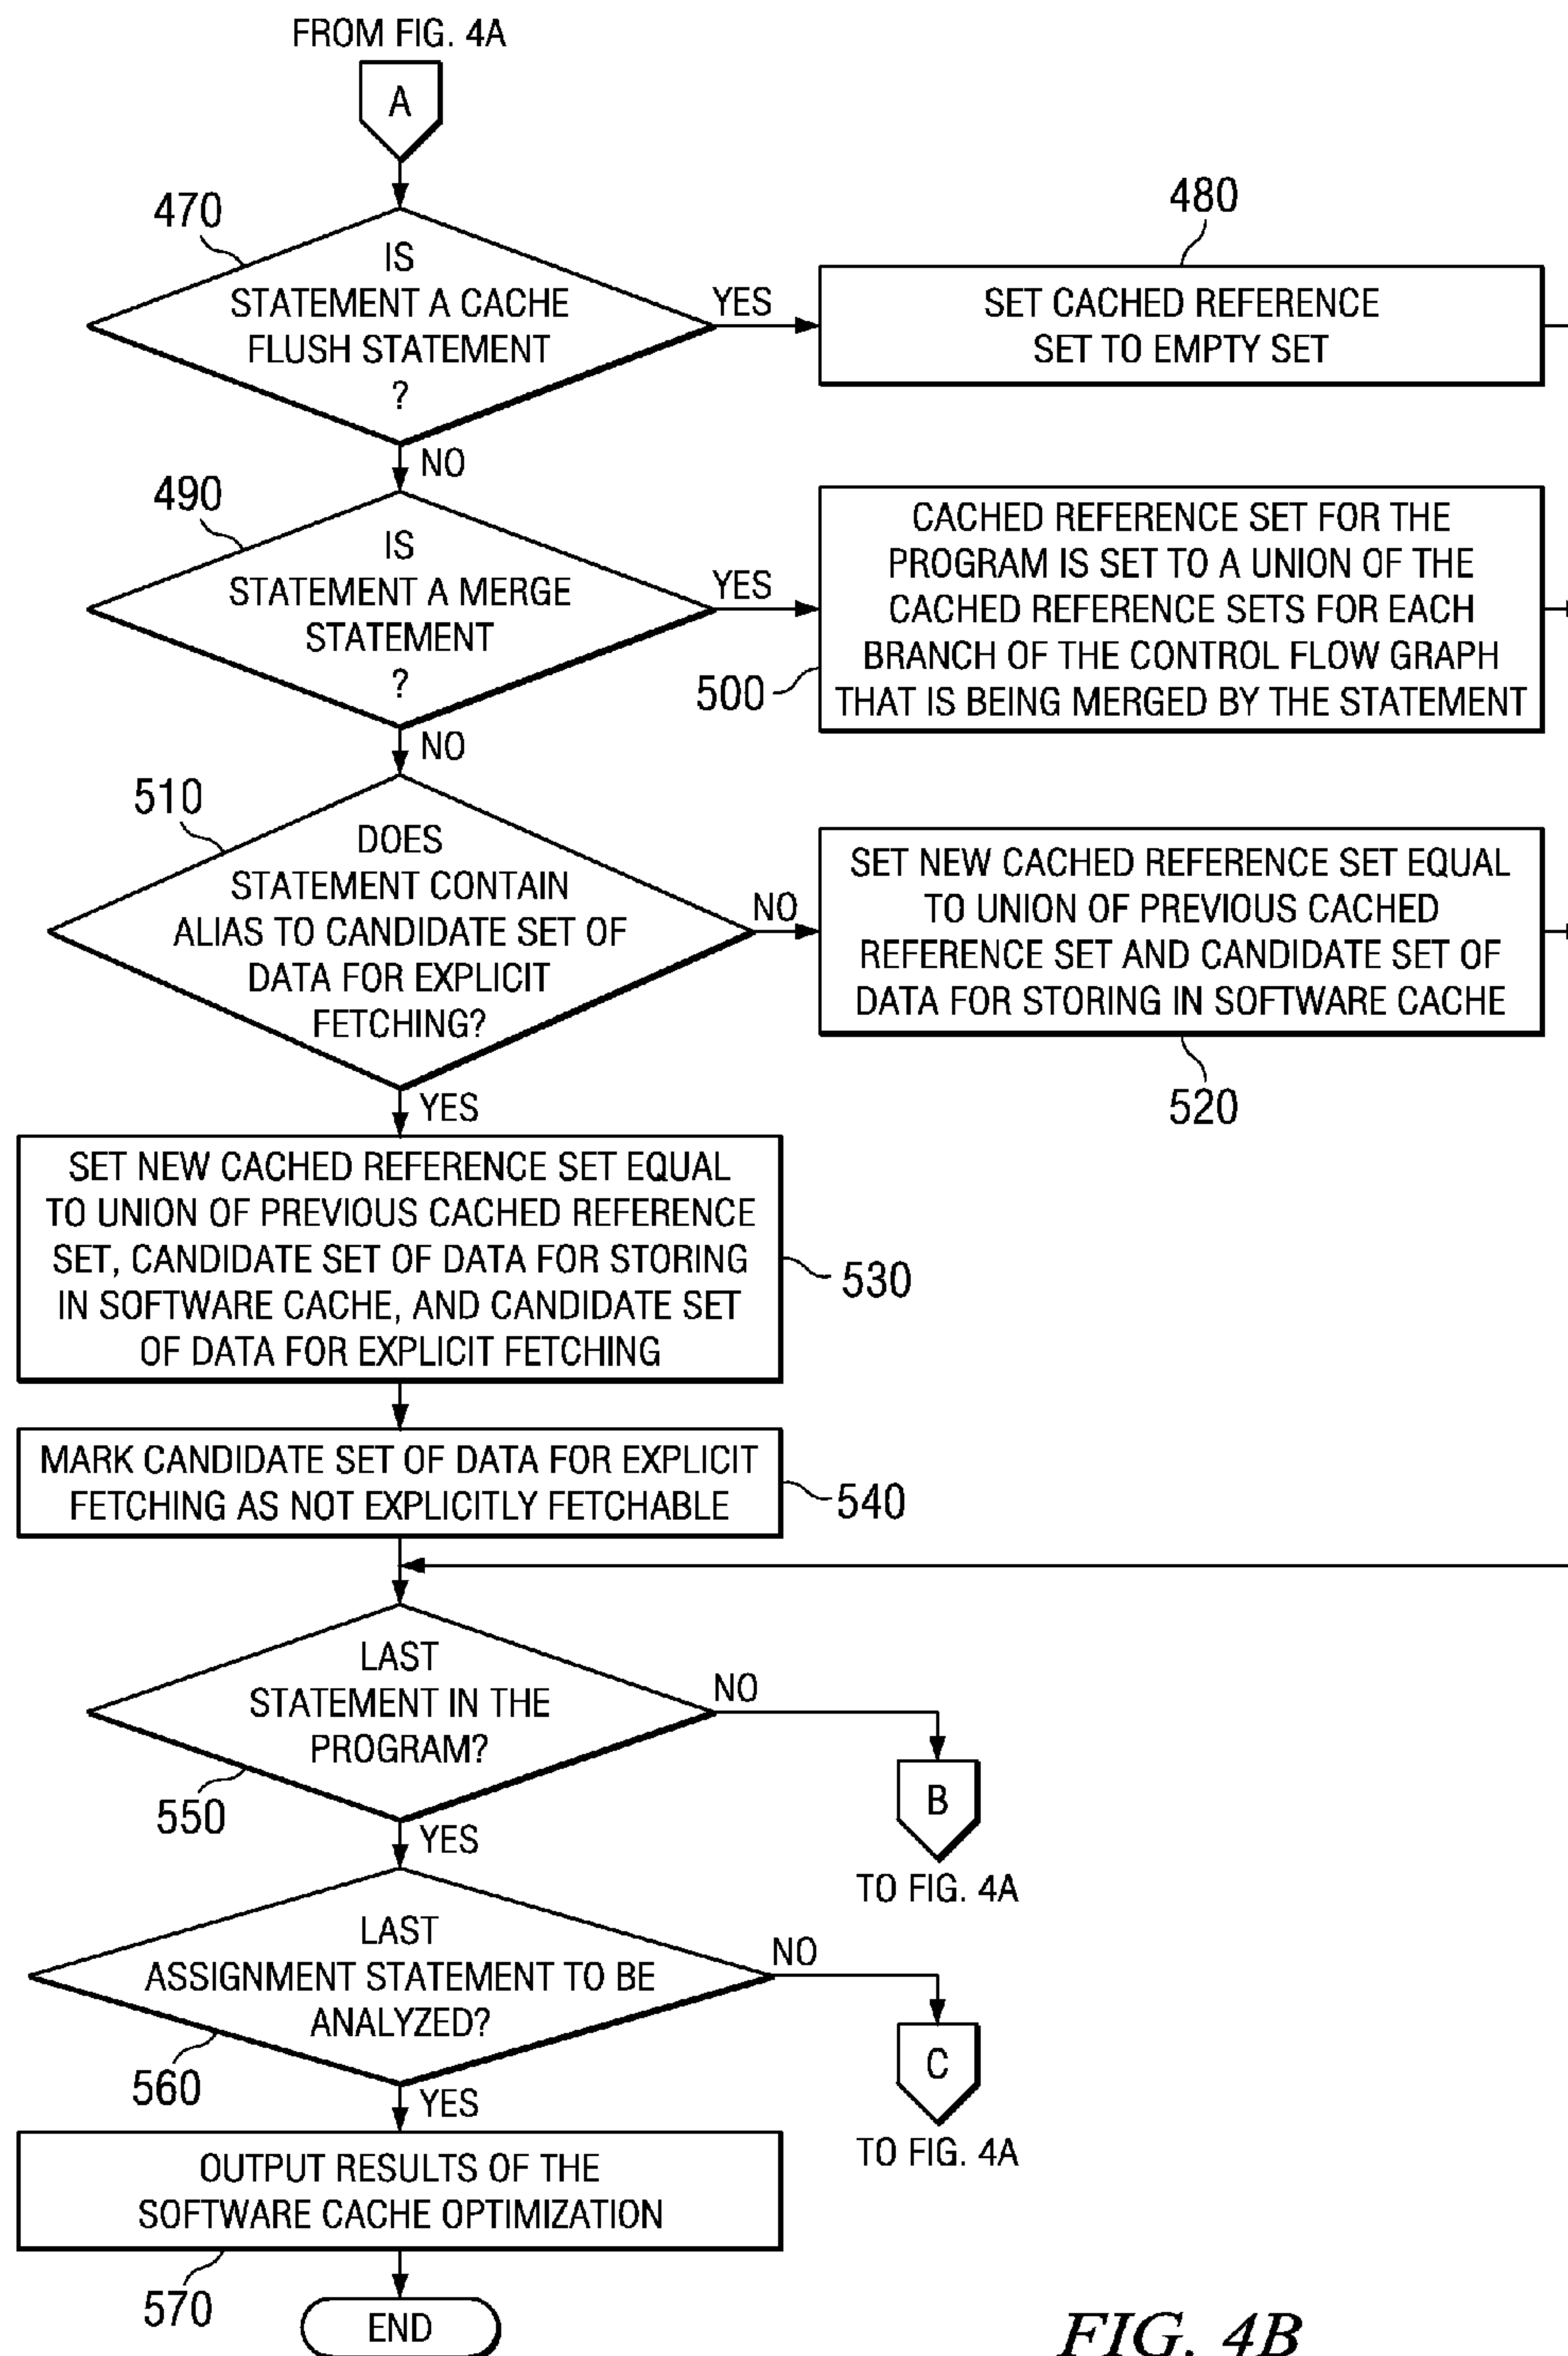 FROM FIG. 4A
A
470
IS
STATEMENT A CACHE
FLUSH STATEMENT
?
YES
480
SET CACHED REFERENCE
SET TO EMPTY SET
NO
490
IS
STATEMENT A MERGE
STATEMENT
?
YES
500
CACHED REFERENCE SET FOR THE
PROGRAM IS SET TO A UNION OF THE
CACHED REFERENCE SETS FOR EACH
BRANCH OF THE CONTROL FLOW GRAPH
THAT IS BEING MERGED BY THE STATEMENT
NO
510
DOES
STATEMENT CONTAIN
ALIAS TO CANDIDATE SET OF
DATA FOR EXPLICIT
FETCHING?
NO
SET NEW CACHED REFERENCE SET EQUAL
TO UNION OF PREVIOUS CACHED
REFERENCE SET AND CANDIDATE SET OF
DATA FOR STORING IN SOFTWARE CACHE
520
YES
SET NEW CACHED REFERENCE SET EQUAL
TO UNION OF PREVIOUS CACHED REFERENCE
SET, CANDIDATE SET OF DATA FOR STORING
IN SOFTWARE CACHE, AND CANDIDATE SET
OF DATA FOR EXPLICIT FETCHING
530
MARK CANDIDATE SET OF DATA FOR EXPLICIT
FETCHING AS NOT EXPLICITLY FETCHABLE
540
LAST
STATEMENT IN THE
PROGRAM?
550
NO
B
TO FIG. 4A
YES
LAST
ASSIGNMENT STATEMENT TO BE
ANALYZED?
560
NO
C
TO FIG. 4A
YES
OUTPUT RESULTS OF THE
SOFTWARE CACHE OPTIMIZATION
570
END
FIG. 4B